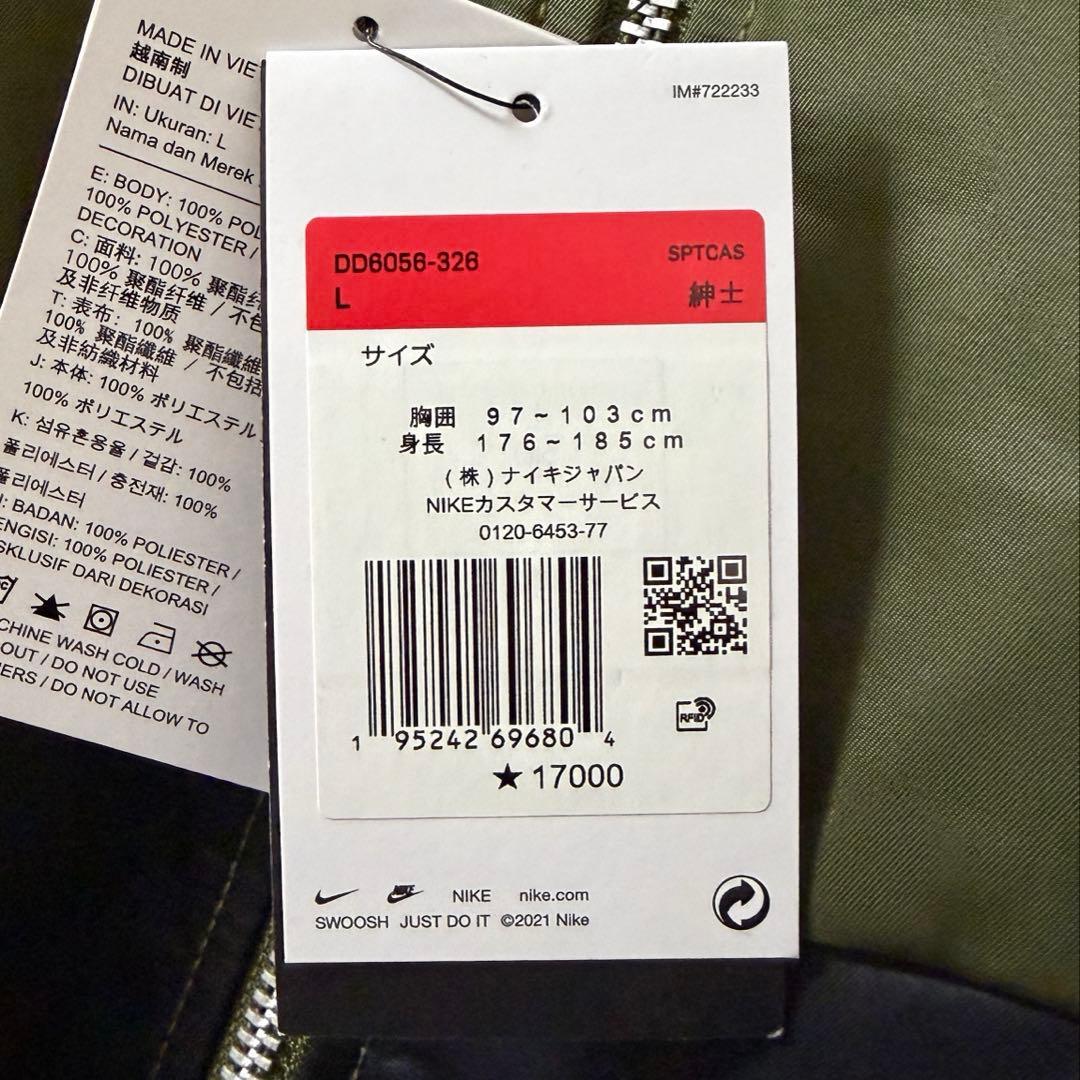 MADE IN VIE
越南制
DIBUAT DI VIE
IN: Ukuran: L
Nama dan Merek
E: BODY: 100% POL
100% POLYESTER /
DECORATION
C: 面料: 100% 聚酯纤
100% 聚酯纤维 / 不包
及非纤维物质
T: 表布: 100% 聚酯纖維
100% 聚酯纖維 / 不包括
及非紡織材料
J: 本体: 100% ポリエステル
100% ポリエステル
K: 섬유혼용율 / 겉감: 100%
폴리에스터 / 충전재: 100%
폴리에스터
: BADAN: 100% POLIESTER /
ENGISI: 100% POLIESTER /
SKLUSIF DARI DEKORASI
CHINE WASH COLD / WASH
OUT / DO NOT USE
ERS / DO NOT ALLOW TO
IM#722233
DD6056-326 SPTCAS
L 紳士
サイズ
胸囲 97~103cm
身長 176~185cm
(株)ナイキジャパン
NIKEカスタマーサービス
0120-6453-77
1 95242 69680 4
RFID
★17000
NIKE NIKE nike.com
SWOOSH JUST DO IT ©2021 Nike